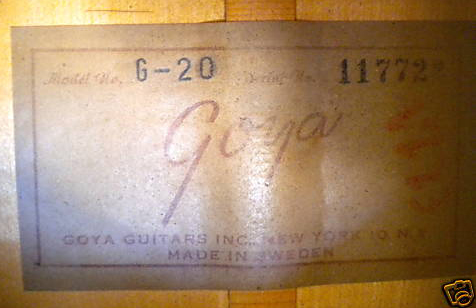 Model No. G-20 Serial No. 11772
Goya
GOYA GUITARS INC., NEW YORK 10 N.Y.
MADE IN SWEDEN